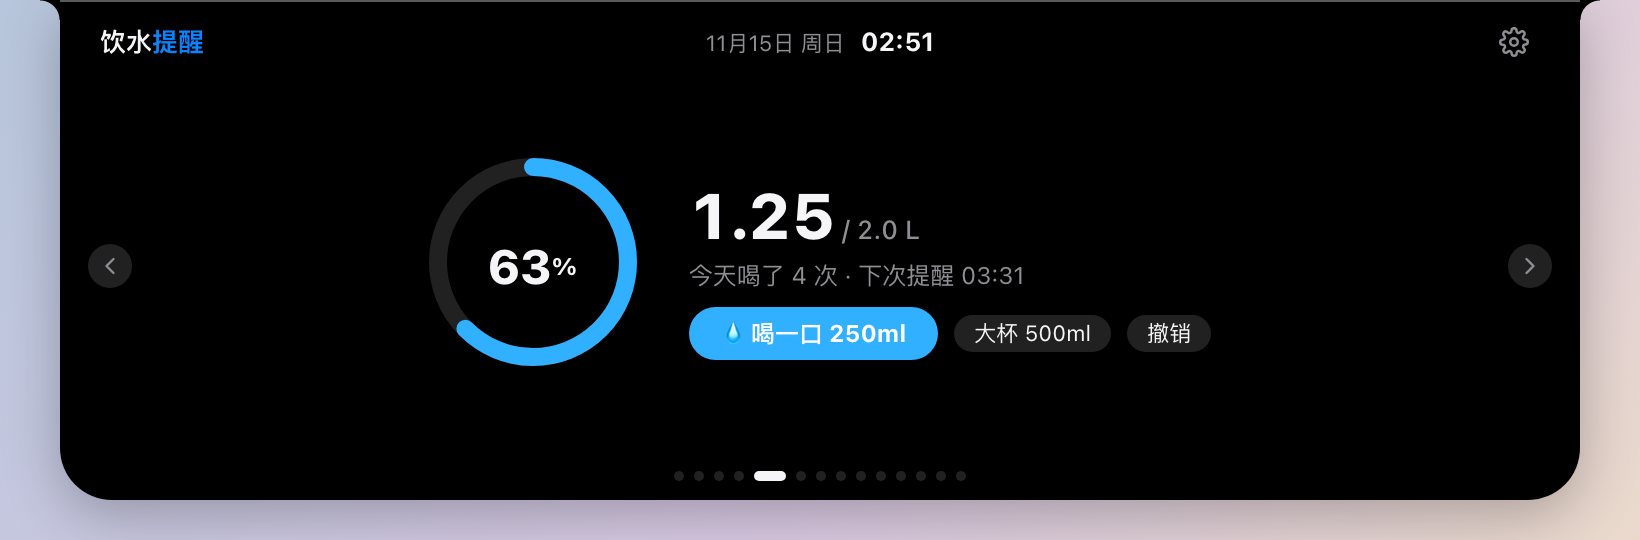 饮水提醒
11月15日 周日 02:51
63%
1.25 / 2.0 L
今天喝了 4 次 · 下次提醒 03:31
喝一口 250ml
大杯 500ml
撤销